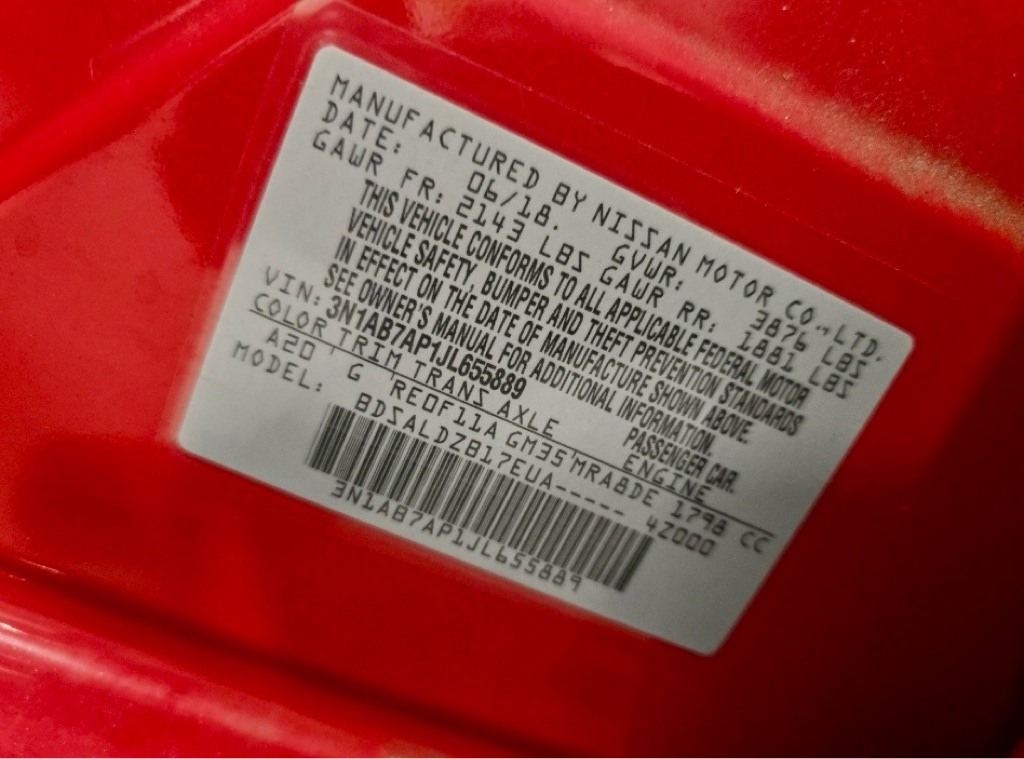 MANUFACTURED BY NISSAN MOTOR CO., LTD.
DATE: 06/18. GVWR: 3876 LBS
GAWR FR: 2143 LBS GAWR RR: 1881 LBS
THIS VEHICLE CONFORMS TO ALL APPLICABLE FEDERAL MOTOR
VEHICLE SAFETY, BUMPER AND THEFT PREVENTION STANDARDS
IN EFFECT ON THE DATE OF MANUFACTURE SHOWN ABOVE.
SEE OWNER'S MANUAL FOR ADDITIONAL INFORMATION.
VIN: 3N1AB7AP1JL655889 PASSENGER CAR.
COLOR TRIM TRANS AXLE ENGINE
A20 G RE0F11A GM35 MRA8DE 1798 CC
MODEL: BDSALDZB17EUA----- 4Z000
3N1AB7AP1JL655889